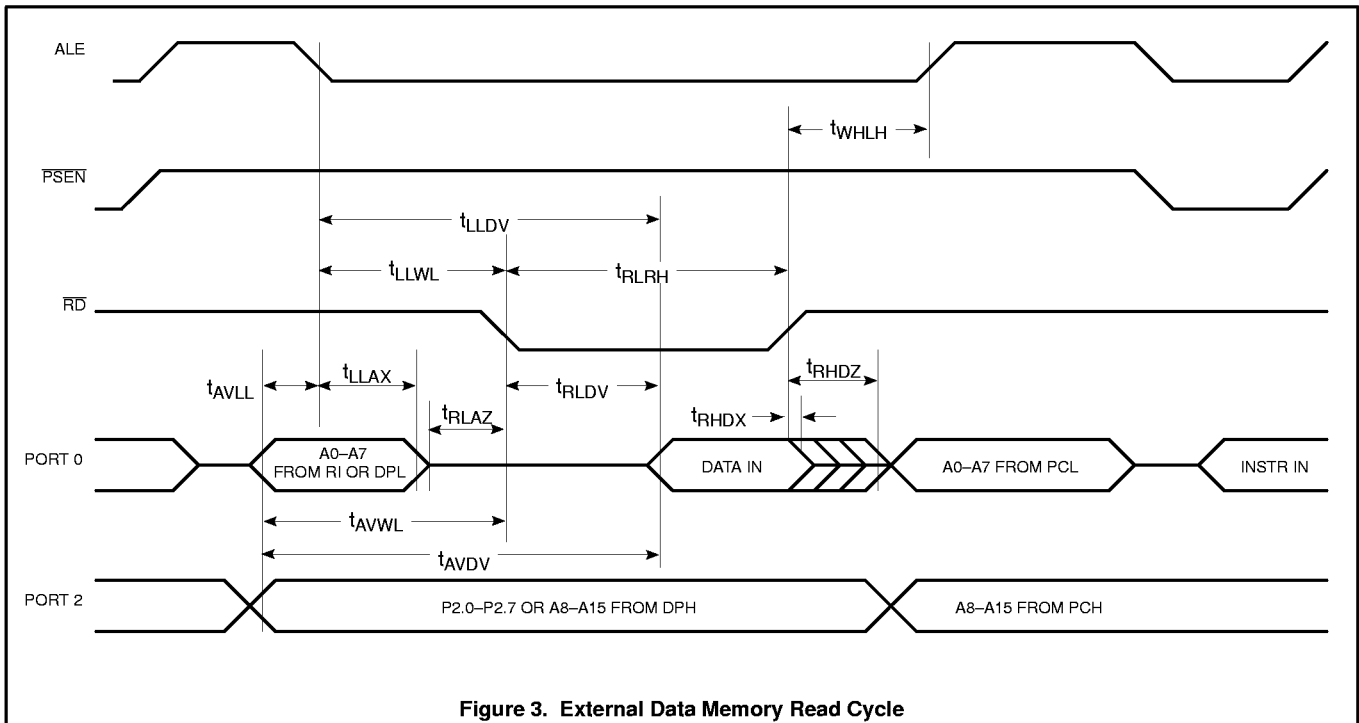 ALE
tWHLH
PSEN
tLLDV
tLLWL
tRLRH
RD
tAVLL
tLLAX
tRLAZ
tRLDV
tRHDZ
tRHDX
PORT 0
A0–A7
FROM RI OR DPL
DATA IN
A0–A7 FROM PCL
INSTR IN
tAVWL
tAVDV
PORT 2
P2.0–P2.7 OR A8–A15 FROM DPH
A8–A15 FROM PCH
Figure 3. External Data Memory Read Cycle